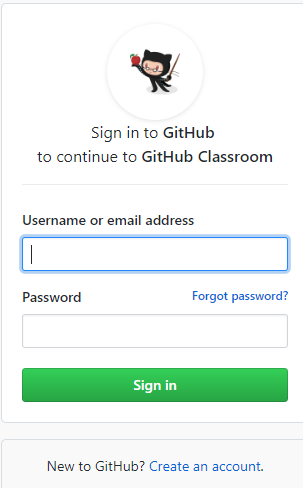 Sign in to GitHub
to continue to GitHub Classroom
Username or email address
Password Forgot password?
Sign in
New to GitHub? Create an account.